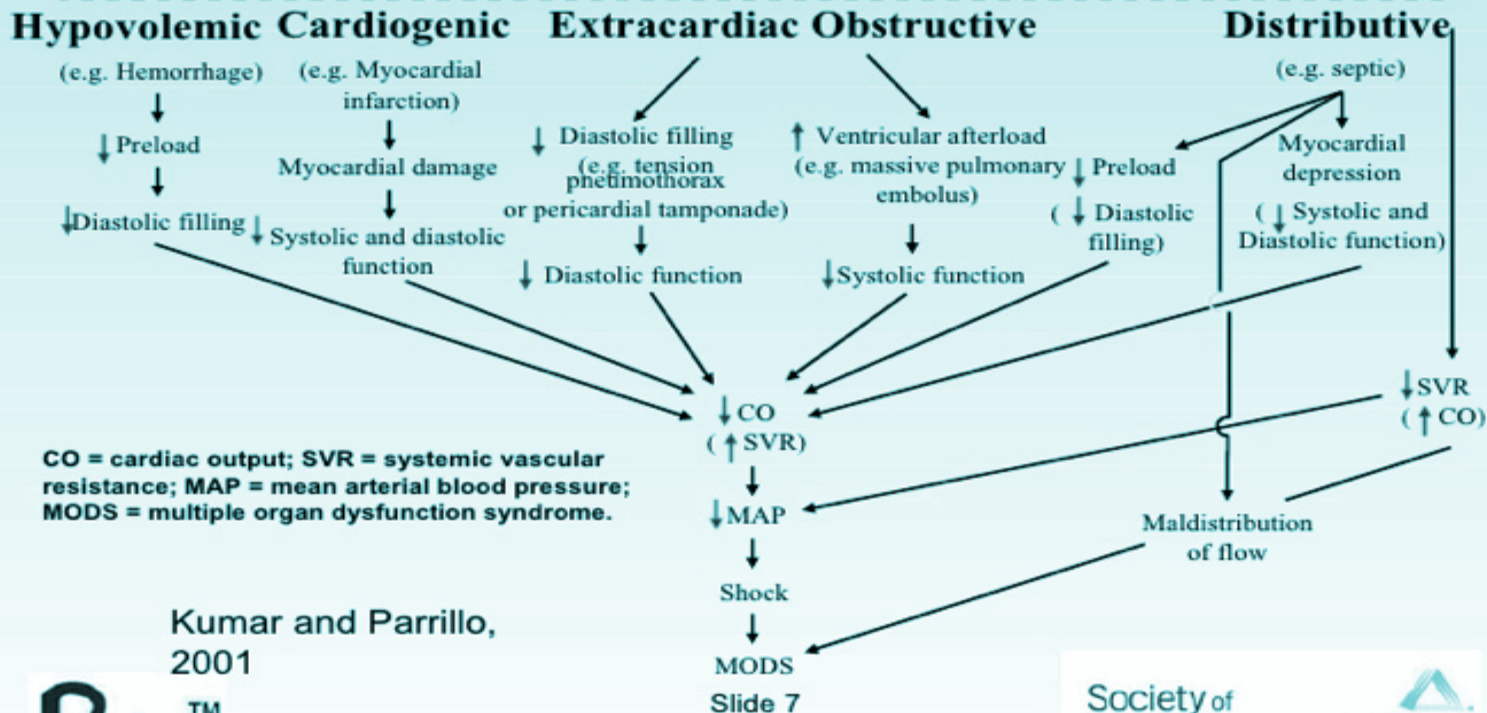 Hypovolemic
(e.g. Hemorrhage)
↓ Preload
↓Diastolic filling
Cardiogenic
(e.g. Myocardial
infarction)
Myocardial damage
↓ Systolic and diastolic
function
Extracardiac Obstructive
↓ Diastolic filling
(e.g. tension
pnetimothorax
or pericardial tamponade)
↓ Diastolic function
↑ Ventricular afterload
(e.g. massive pulmonary
embolus)
↓Systolic function
Distributive
(e.g. septic)
↓ Preload
( ↓ Diastolic
filling)
Myocardial
depression
( ↓ Systolic and
Diastolic function)
↓SVR
( ↑ CO)
↓CO
( ↑ SVR)
↓MAP
Shock
MODS
Maldistribution
of flow
CO = cardiac output; SVR = systemic vascular
resistance; MAP = mean arterial blood pressure;
MODS = multiple organ dysfunction syndrome.
Kumar and Parrillo,
2001
TM
Slide 7
Society of